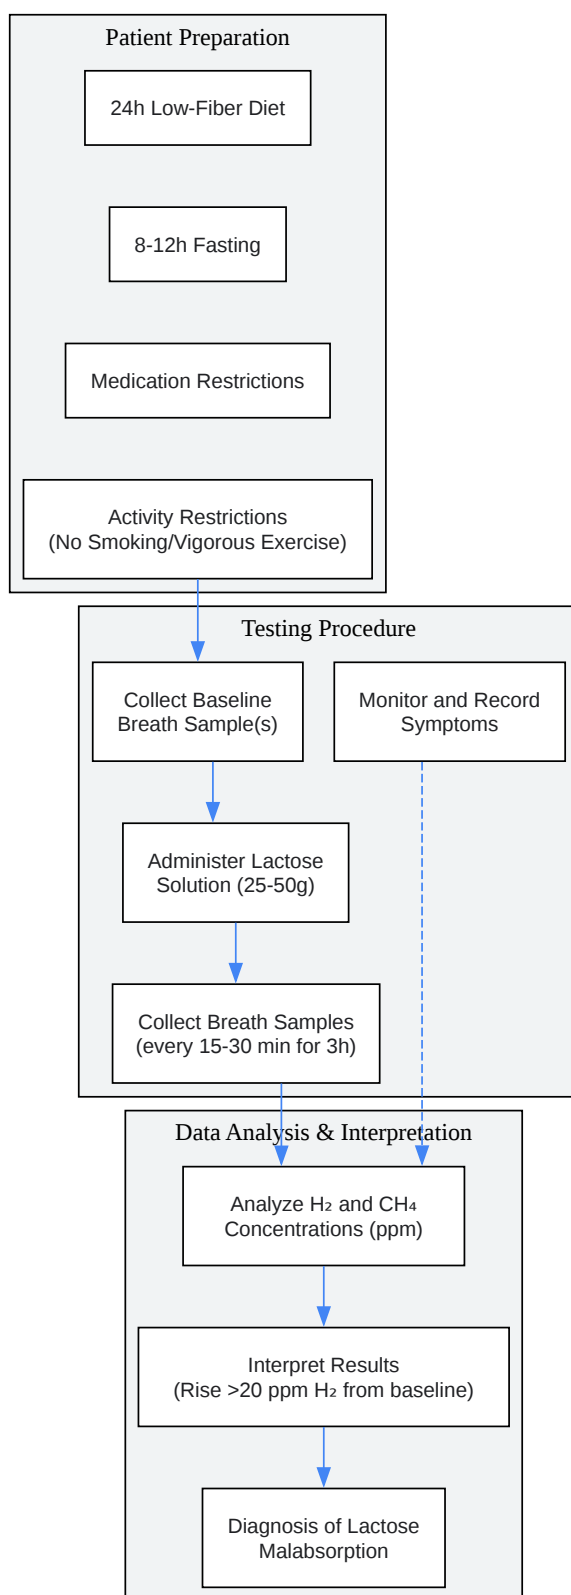 Patient Preparation
24h Low-Fiber Diet
8-12h Fasting
Medication Restrictions
Activity Restrictions
(No Smoking/Vigorous Exercise)
Testing Procedure
Collect Baseline
Breath Sample(s)
Monitor and Record
Symptoms
Administer Lactose
Solution (25-50g)
Collect Breath Samples
(every 15-30 min for 3h)
Data Analysis & Interpretation
Analyze H₂ and CH₄
Concentrations (ppm)
Interpret Results
(Rise >20 ppm H₂ from baseline)
Diagnosis of Lactose
Malabsorption